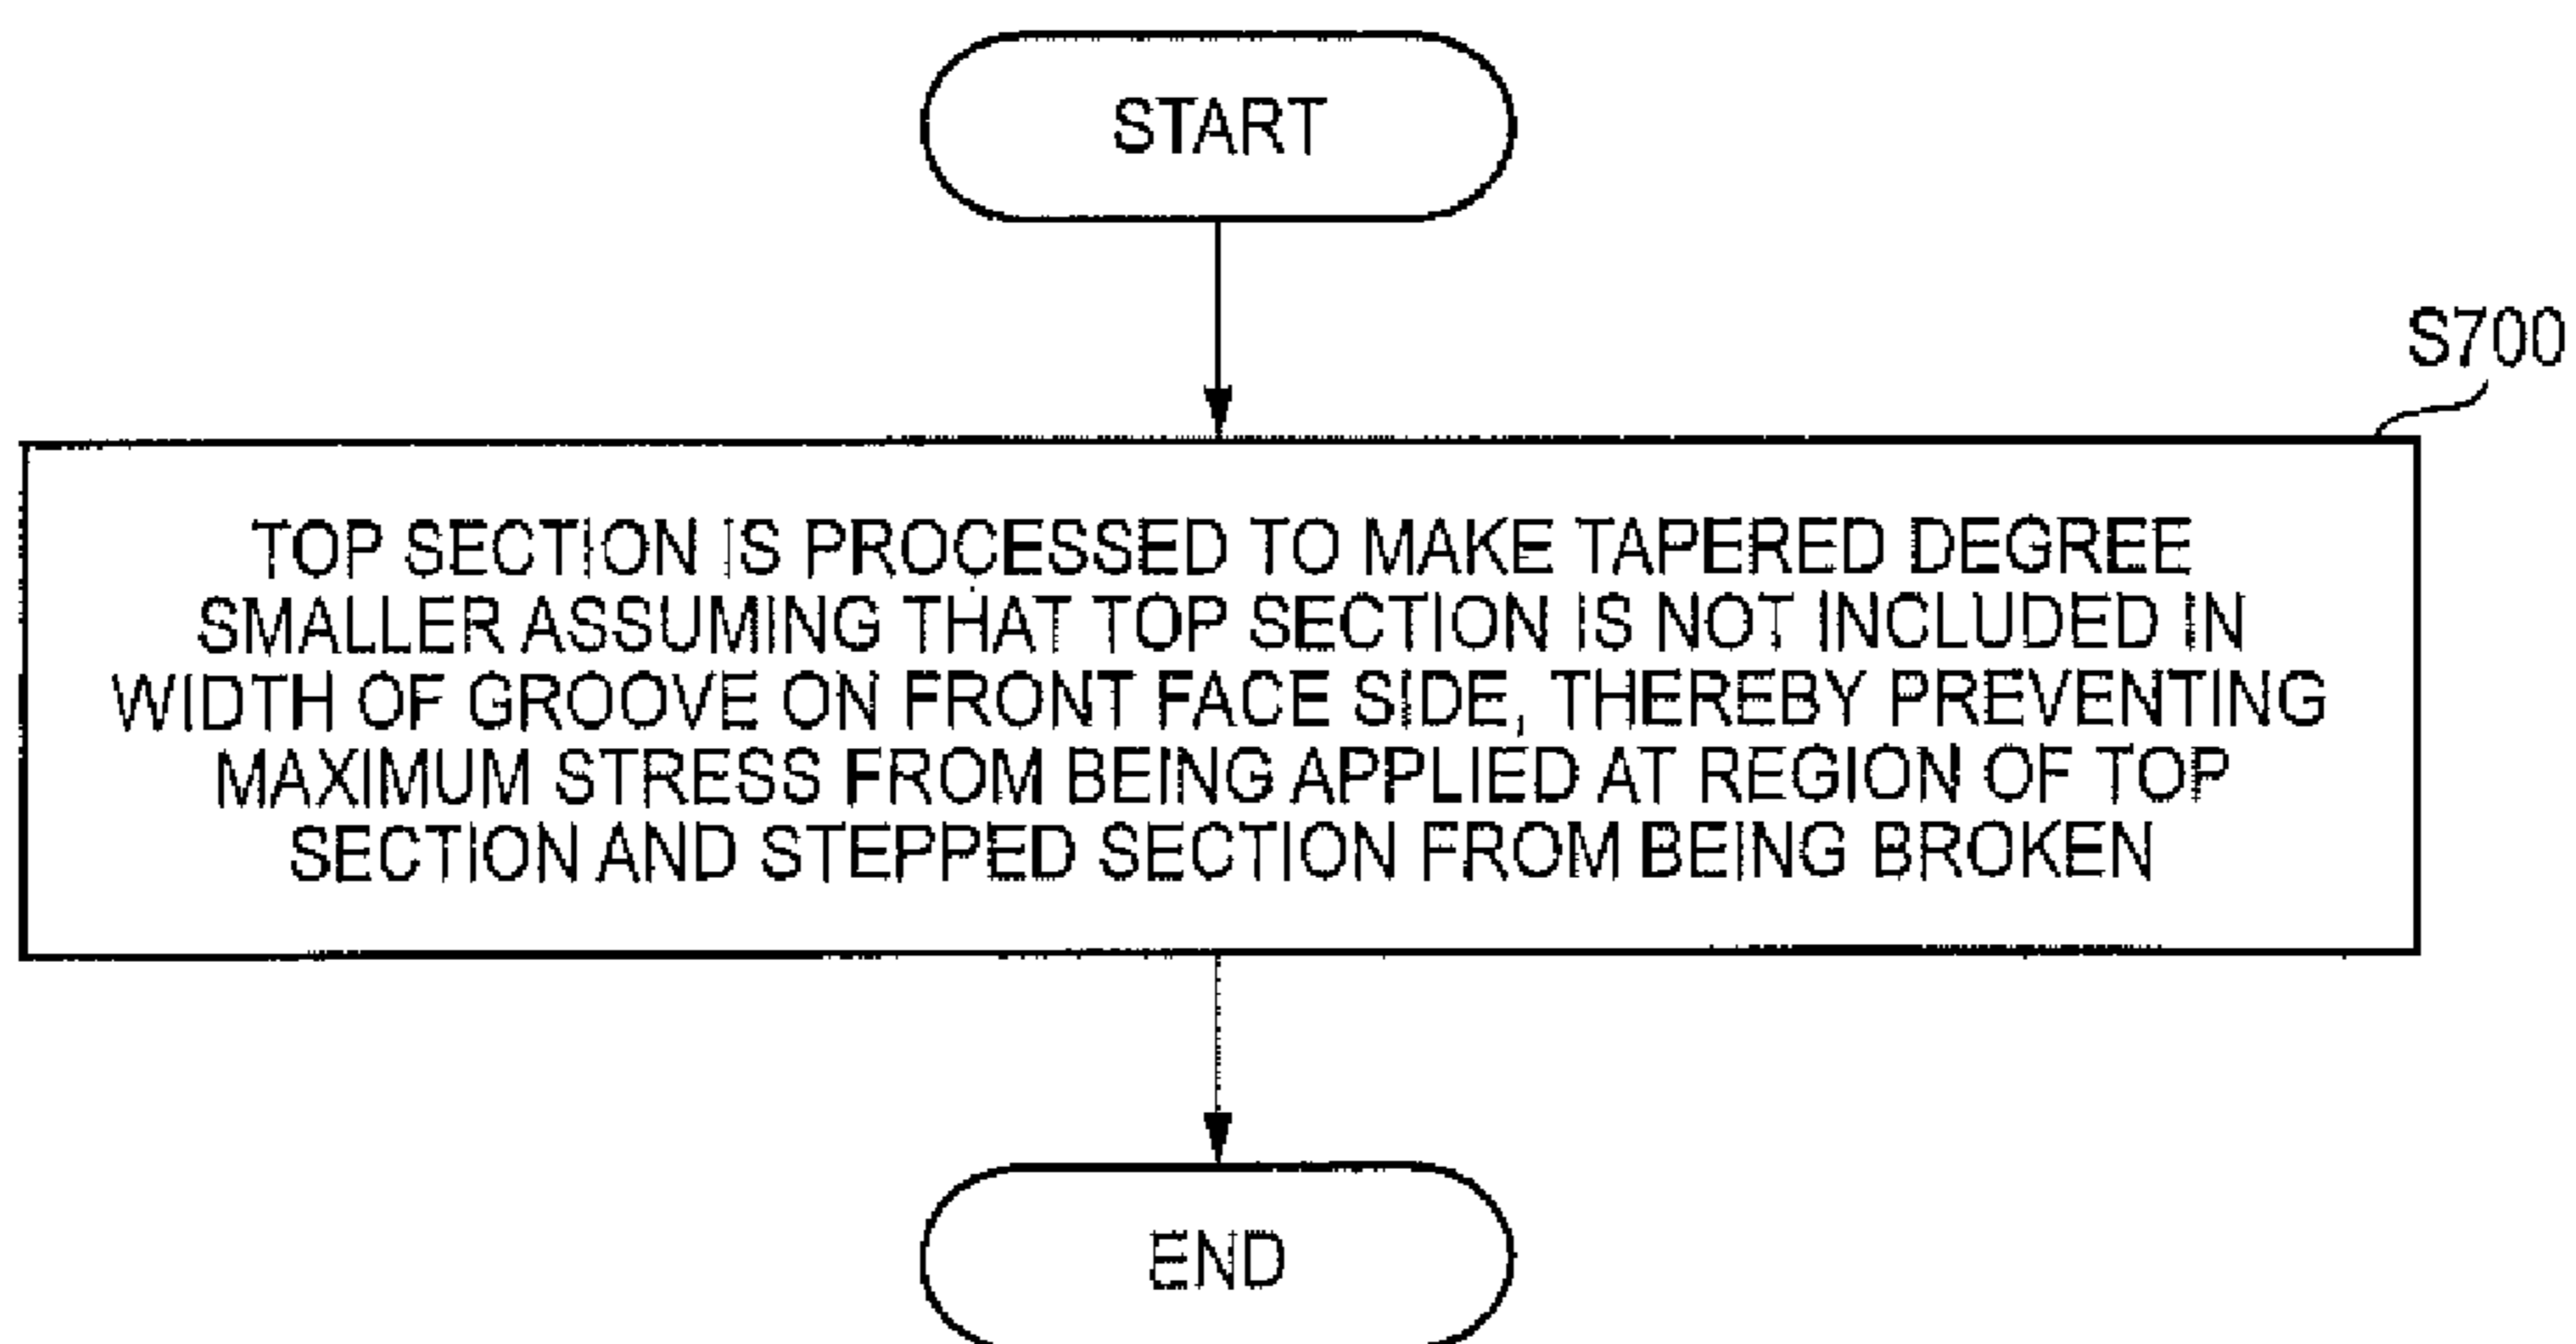 START
S700
TOP SECTION IS PROCESSED TO MAKE TAPERED DEGREE
SMALLER ASSUMING THAT TOP SECTION IS NOT INCLUDED IN
WIDTH OF GROOVE ON FRONT FACE SIDE, THEREBY PREVENTING
MAXIMUM STRESS FROM BEING APPLIED AT REGION OF TOP
SECTION AND STEPPED SECTION FROM BEING BROKEN
END